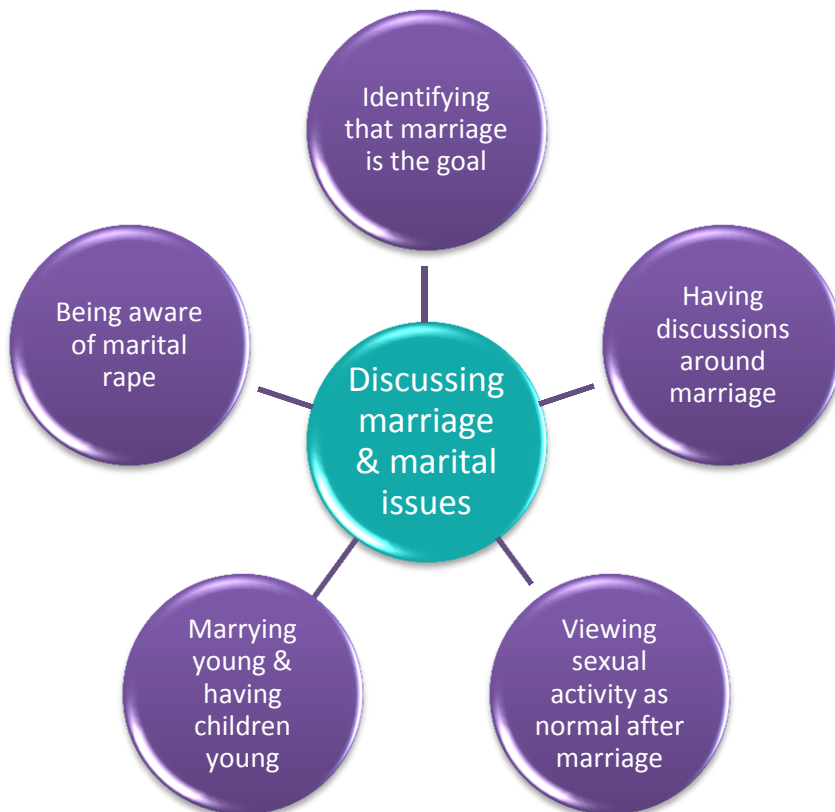 Identifying
that marriage
is the goal
Having
discussions
around
marriage
Viewing
sexual
activity as
normal after
marriage
Marrying
young &
having
children
young
Being aware
of marital
rape
Discussing
marriage
& marital
issues